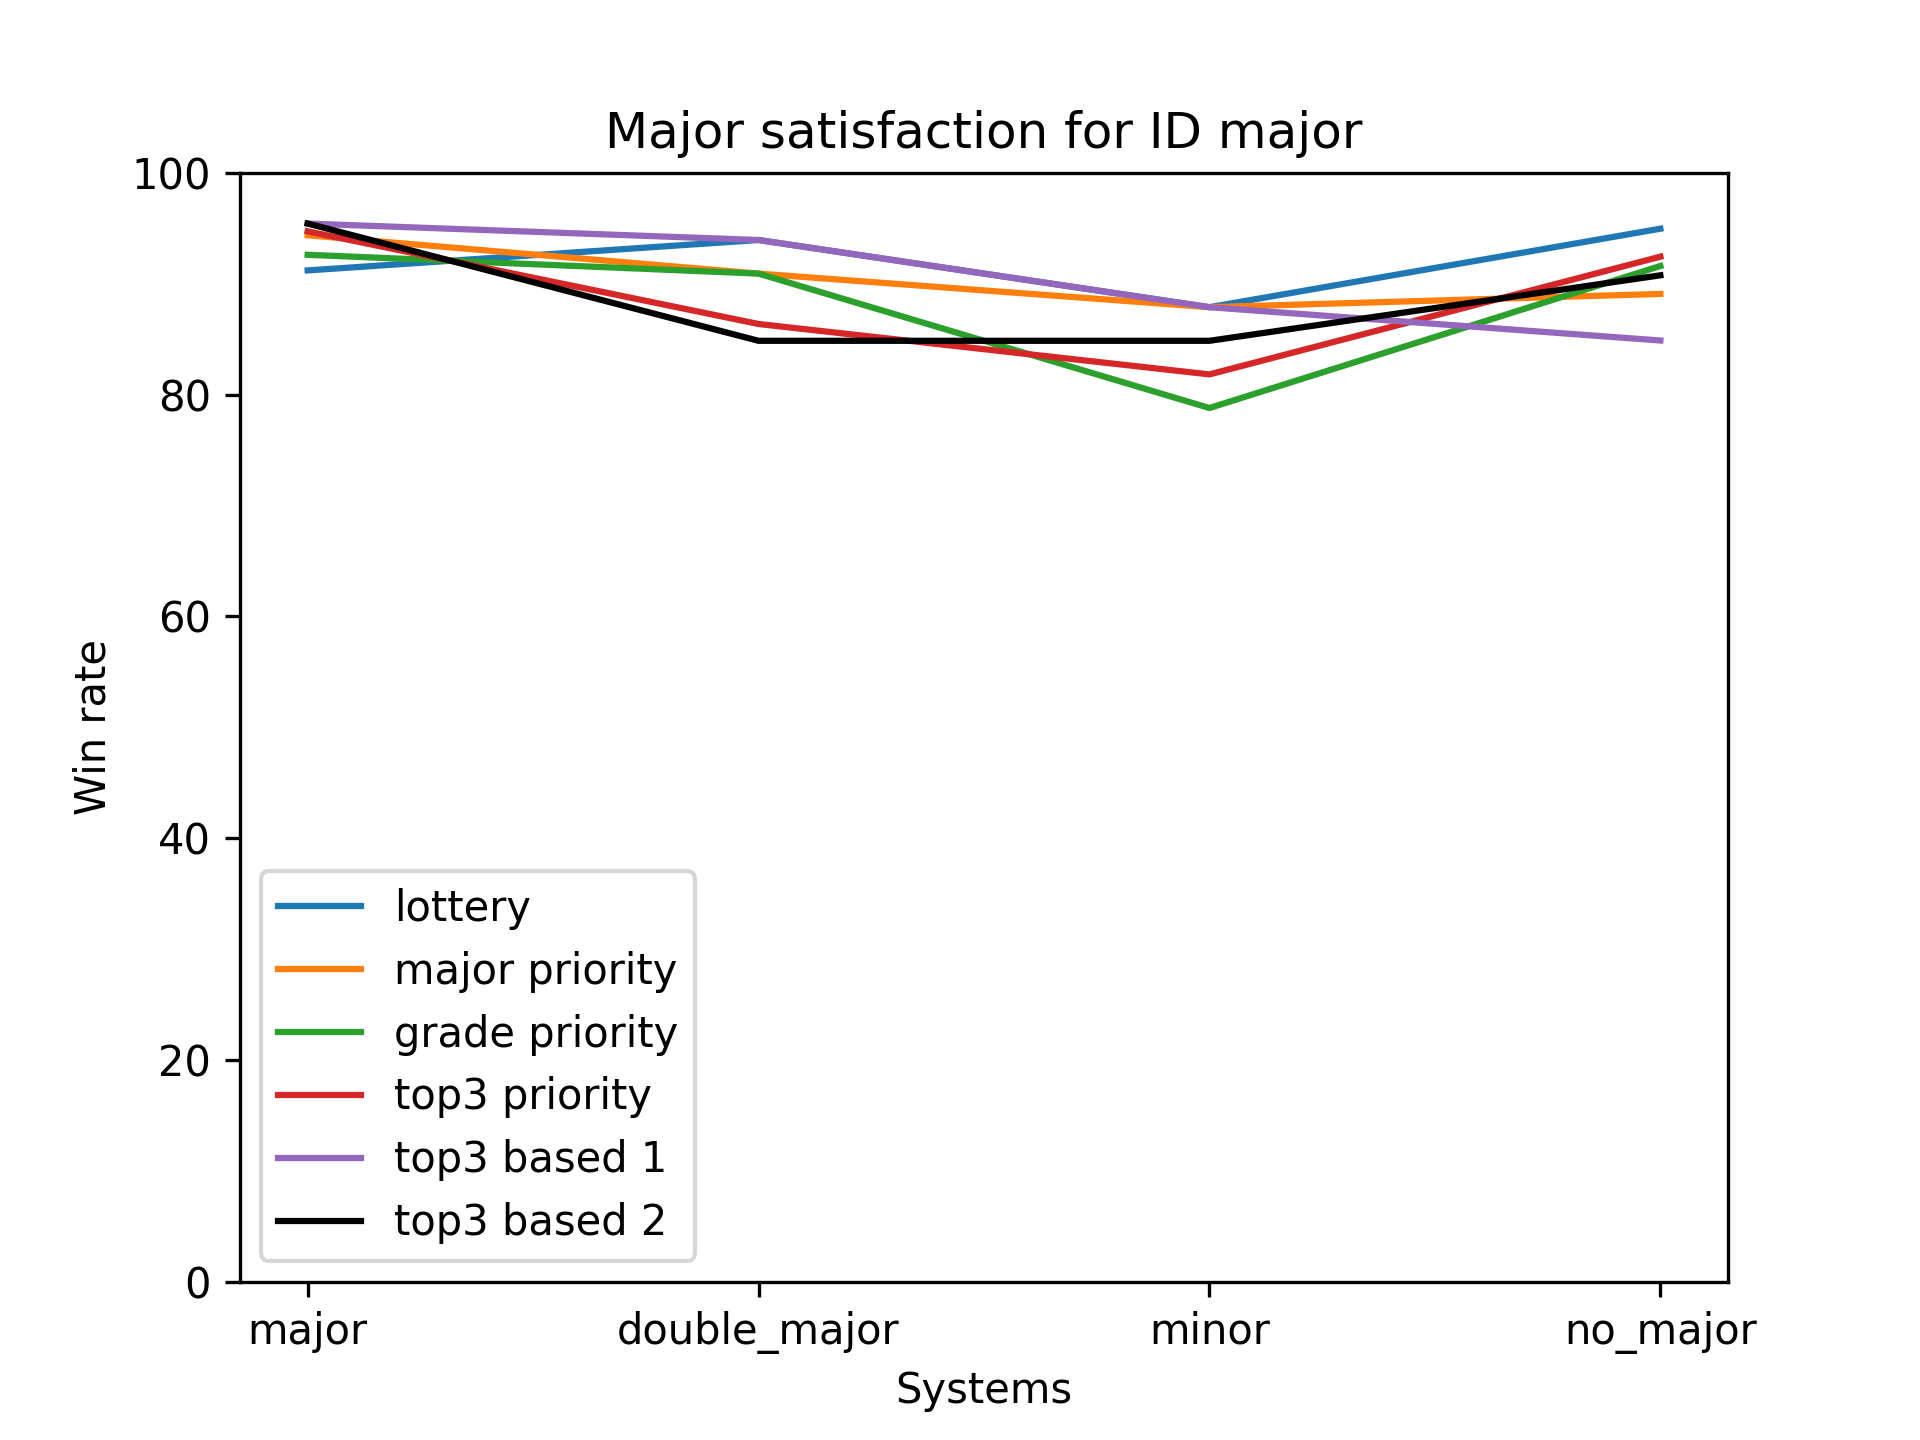 Major satisfaction for ID major
100
80
60
40
20
0
Win rate
lottery
major priority
grade priority
top3 priority
top3 based 1
top3 based 2
major double_major minor no_major
Systems